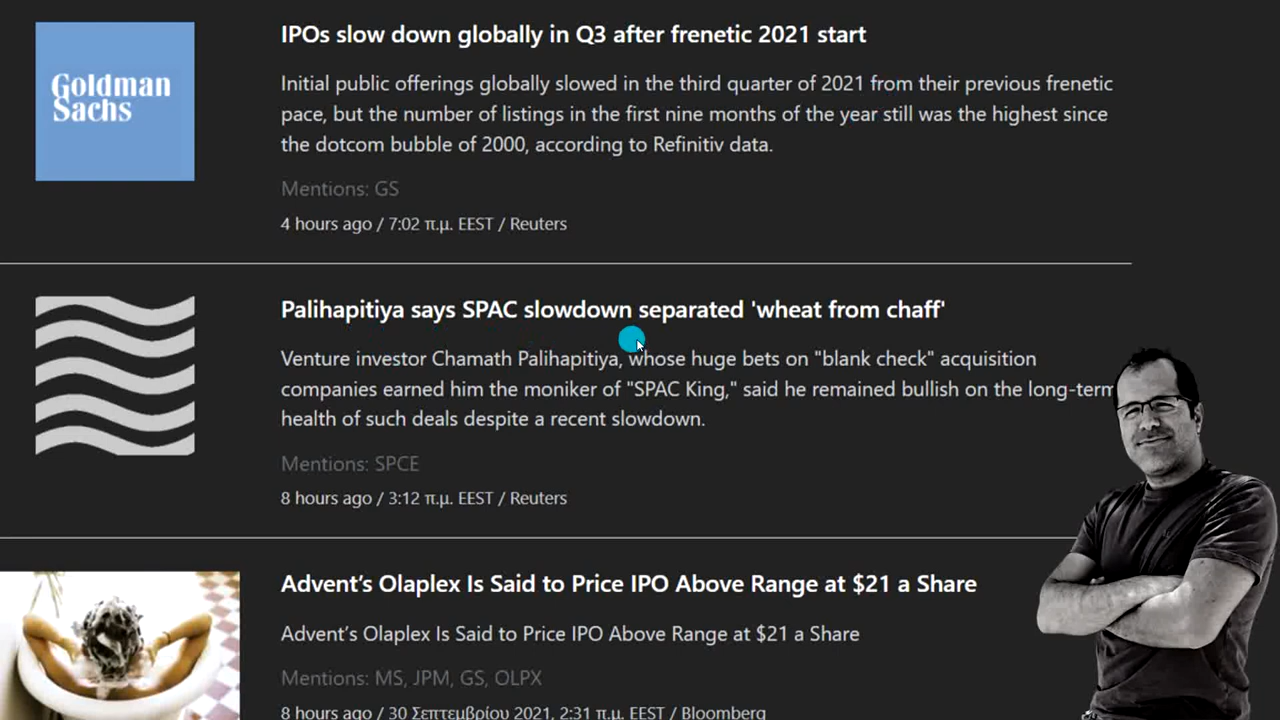 Goldman
Sachs
IPOs slow down globally in Q3 after frenetic 2021 start
Initial public offerings globally slowed in the third quarter of 2021 from their previous frenetic
pace, but the number of listings in the first nine months of the year still was the highest since
the dotcom bubble of 2000, according to Refinitiv data.
Mentions: GS
4 hours ago / 7:02 π.μ. EEST / Reuters
Palihapitiya says SPAC slowdown separated 'wheat from chaff'
Venture investor Chamath Palihapitiya, whose huge bets on "blank check" acquisition
companies earned him the moniker of "SPAC King," said he remained bullish on the long-term
health of such deals despite a recent slowdown.
Mentions: SPCE
8 hours ago / 3:12 π.μ. EEST / Reuters
Advent’s Olaplex Is Said to Price IPO Above Range at $21 a Share
Advent’s Olaplex Is Said to Price IPO Above Range at $21 a Share
Mentions: MS, JPM, GS, OLPX
8 hours ago / 30 Σεπτεμβρίου 2021, 2:31 π.μ. EEST / Bloomberg